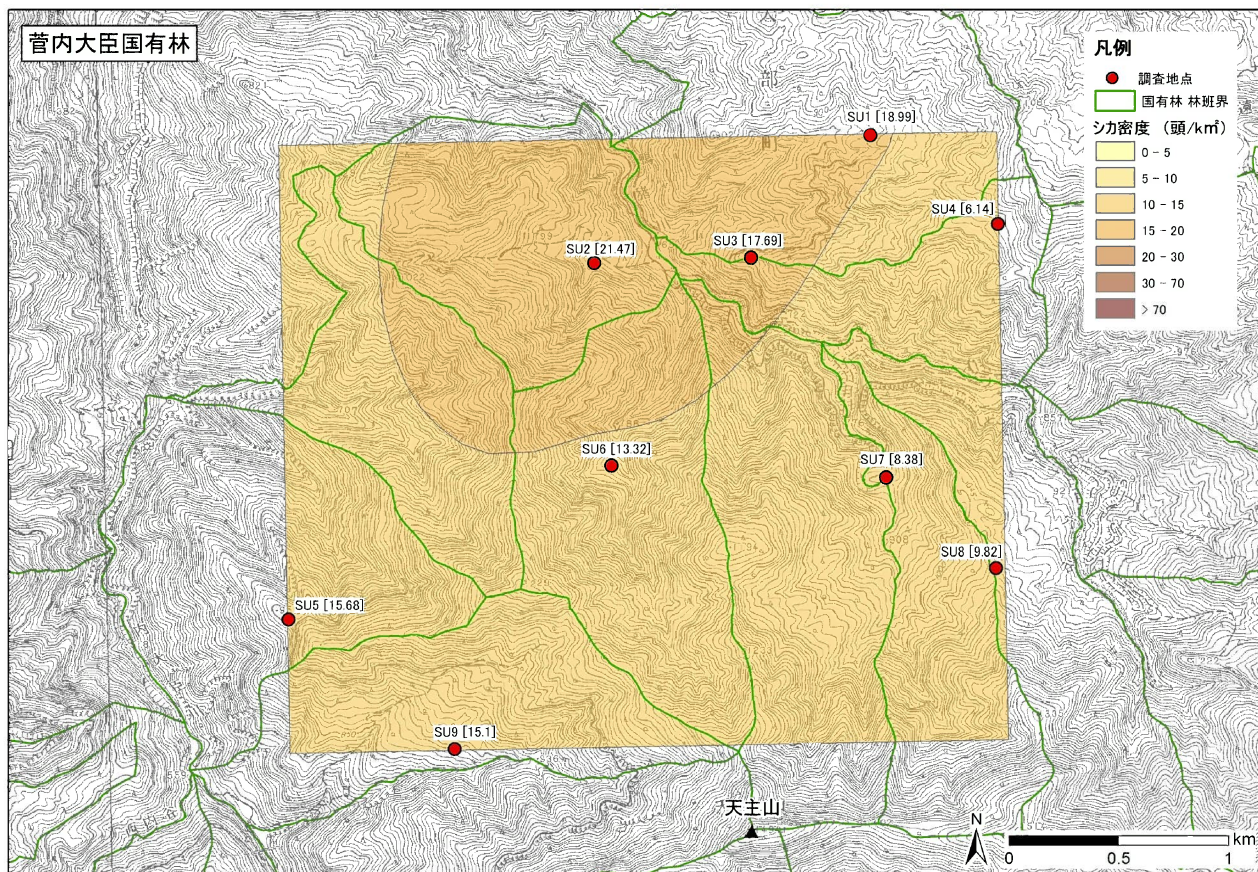 菅内大臣国有林
凡例
調査地点
国有林 林班界
シカ密度 (頭/k㎡)
0 - 5
5 - 10
10 - 15
15 - 20
20 - 30
30 - 70
> 70
部
SU1 [18.99]
SU4 [6.14]
SU2 [21.47]
SU3 [17.69]
SU6 [13.32]
SU7 [8.38]
908
SU8 [9.82]
SU5 [15.68]
SU9 [15.1]
天主山
N
km
0 0.5 1